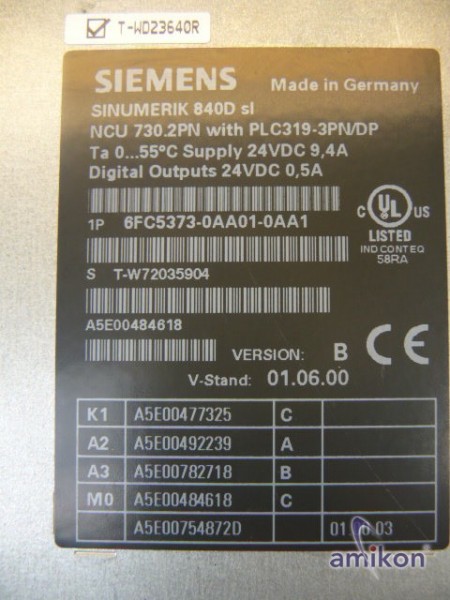 T-WD23640R
SIEMENS Made in Germany
SINUMERIK 840D sl
NCU 730.2PN with PLC319-3PN/DP
Ta 0...55°C Supply 24VDC 9,4A
Digital Outputs 24VDC 0,5A
1P 6FC5373-0AA01-0AA1
C UL US
LISTED
IND CONT EQ
58RA
S T-W72035904
A5E00484618
VERSION: B CE
V-Stand: 01.06.00
K1 A5E00477325 C
A2 A5E00492239 A
A3 A5E00782718 B
M0 A5E00484618 C
A5E00754872D
amikon